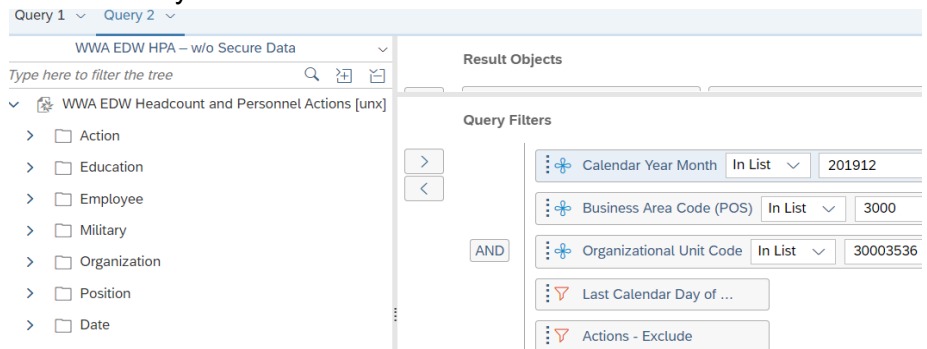 Query 1 Query 2
WWA EDW HPA – w/o Secure Data
Type here to filter the tree
WWA EDW Headcount and Personnel Actions [unx]
Action
Education
Employee
Military
Organization
Position
Date
Result Objects
Query Filters
AND
Calendar Year Month In List 201912
Business Area Code (POS) In List 3000
Organizational Unit Code In List 30003536
Last Calendar Day of ...
Actions - Exclude